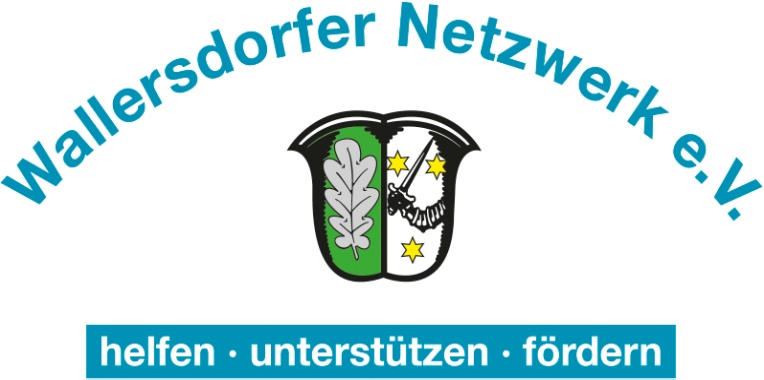 Wallersdorfer Netzwerk e.V.
helfen · unterstützen · fördern